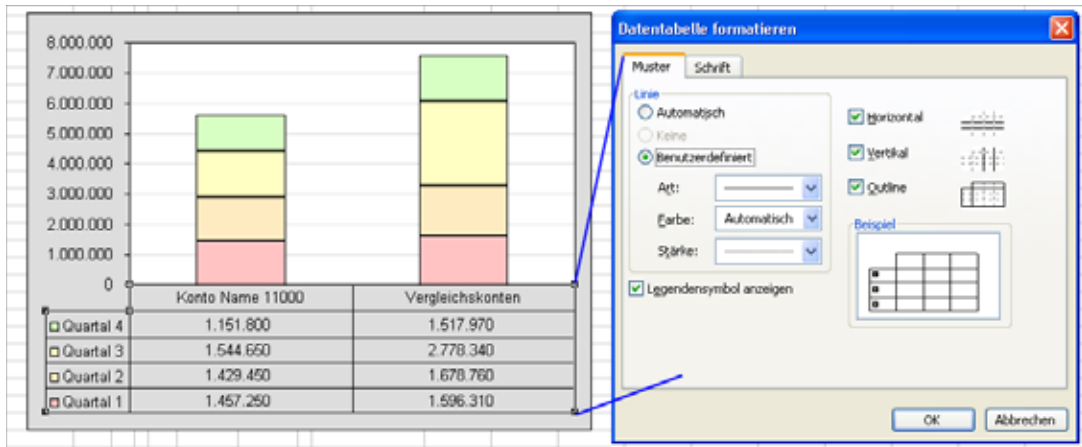 8.000.000
7.000.000
6.000.000
5.000.000
4.000.000
3.000.000
2.000.000
1.000.000
0
Konto Name 11000 Vergleichskonten
Quartal 4 1.151.800 1.517.970
Quartal 3 1.544.650 2.778.340
Quartal 2 1.429.450 1.678.760
Quartal 1 1.457.250 1.596.310
Datentabelle formatieren
Muster Schrift
Linie
Automatisch
Keine
Benutzerdefiniert
Art:
Farbe: Automatisch
Stärke:
Legendensymbol anzeigen
Horizontal
Vertikal
Outline
Beispiel
OK Abbrechen